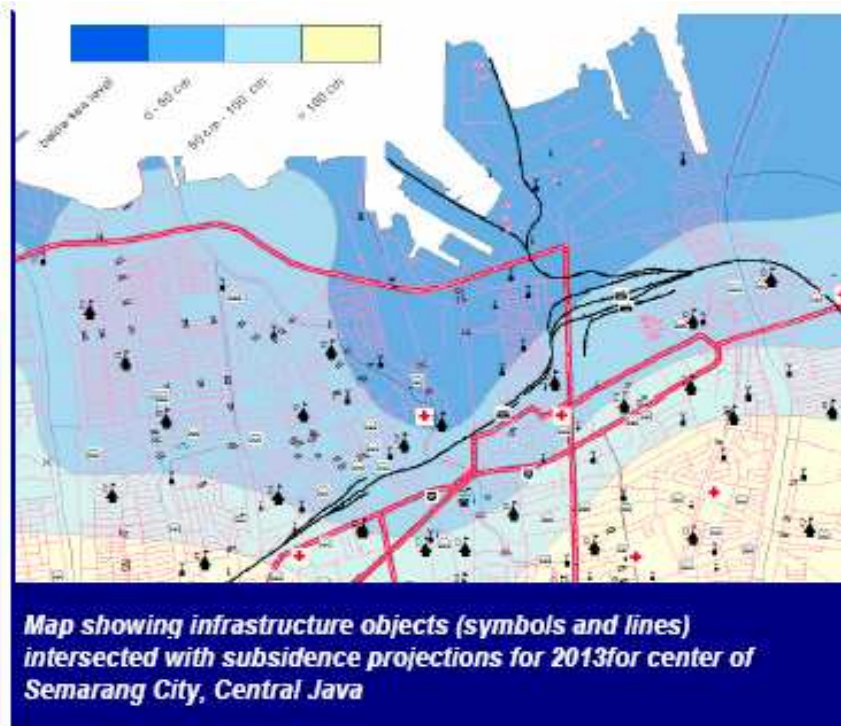 below sea level
0 - 50 cm
50 cm - 100 cm
> 100 cm
Map showing infrastructure objects (symbols and lines)
intersected with subsidence projections for 2013for center of
Semarang City, Central Java